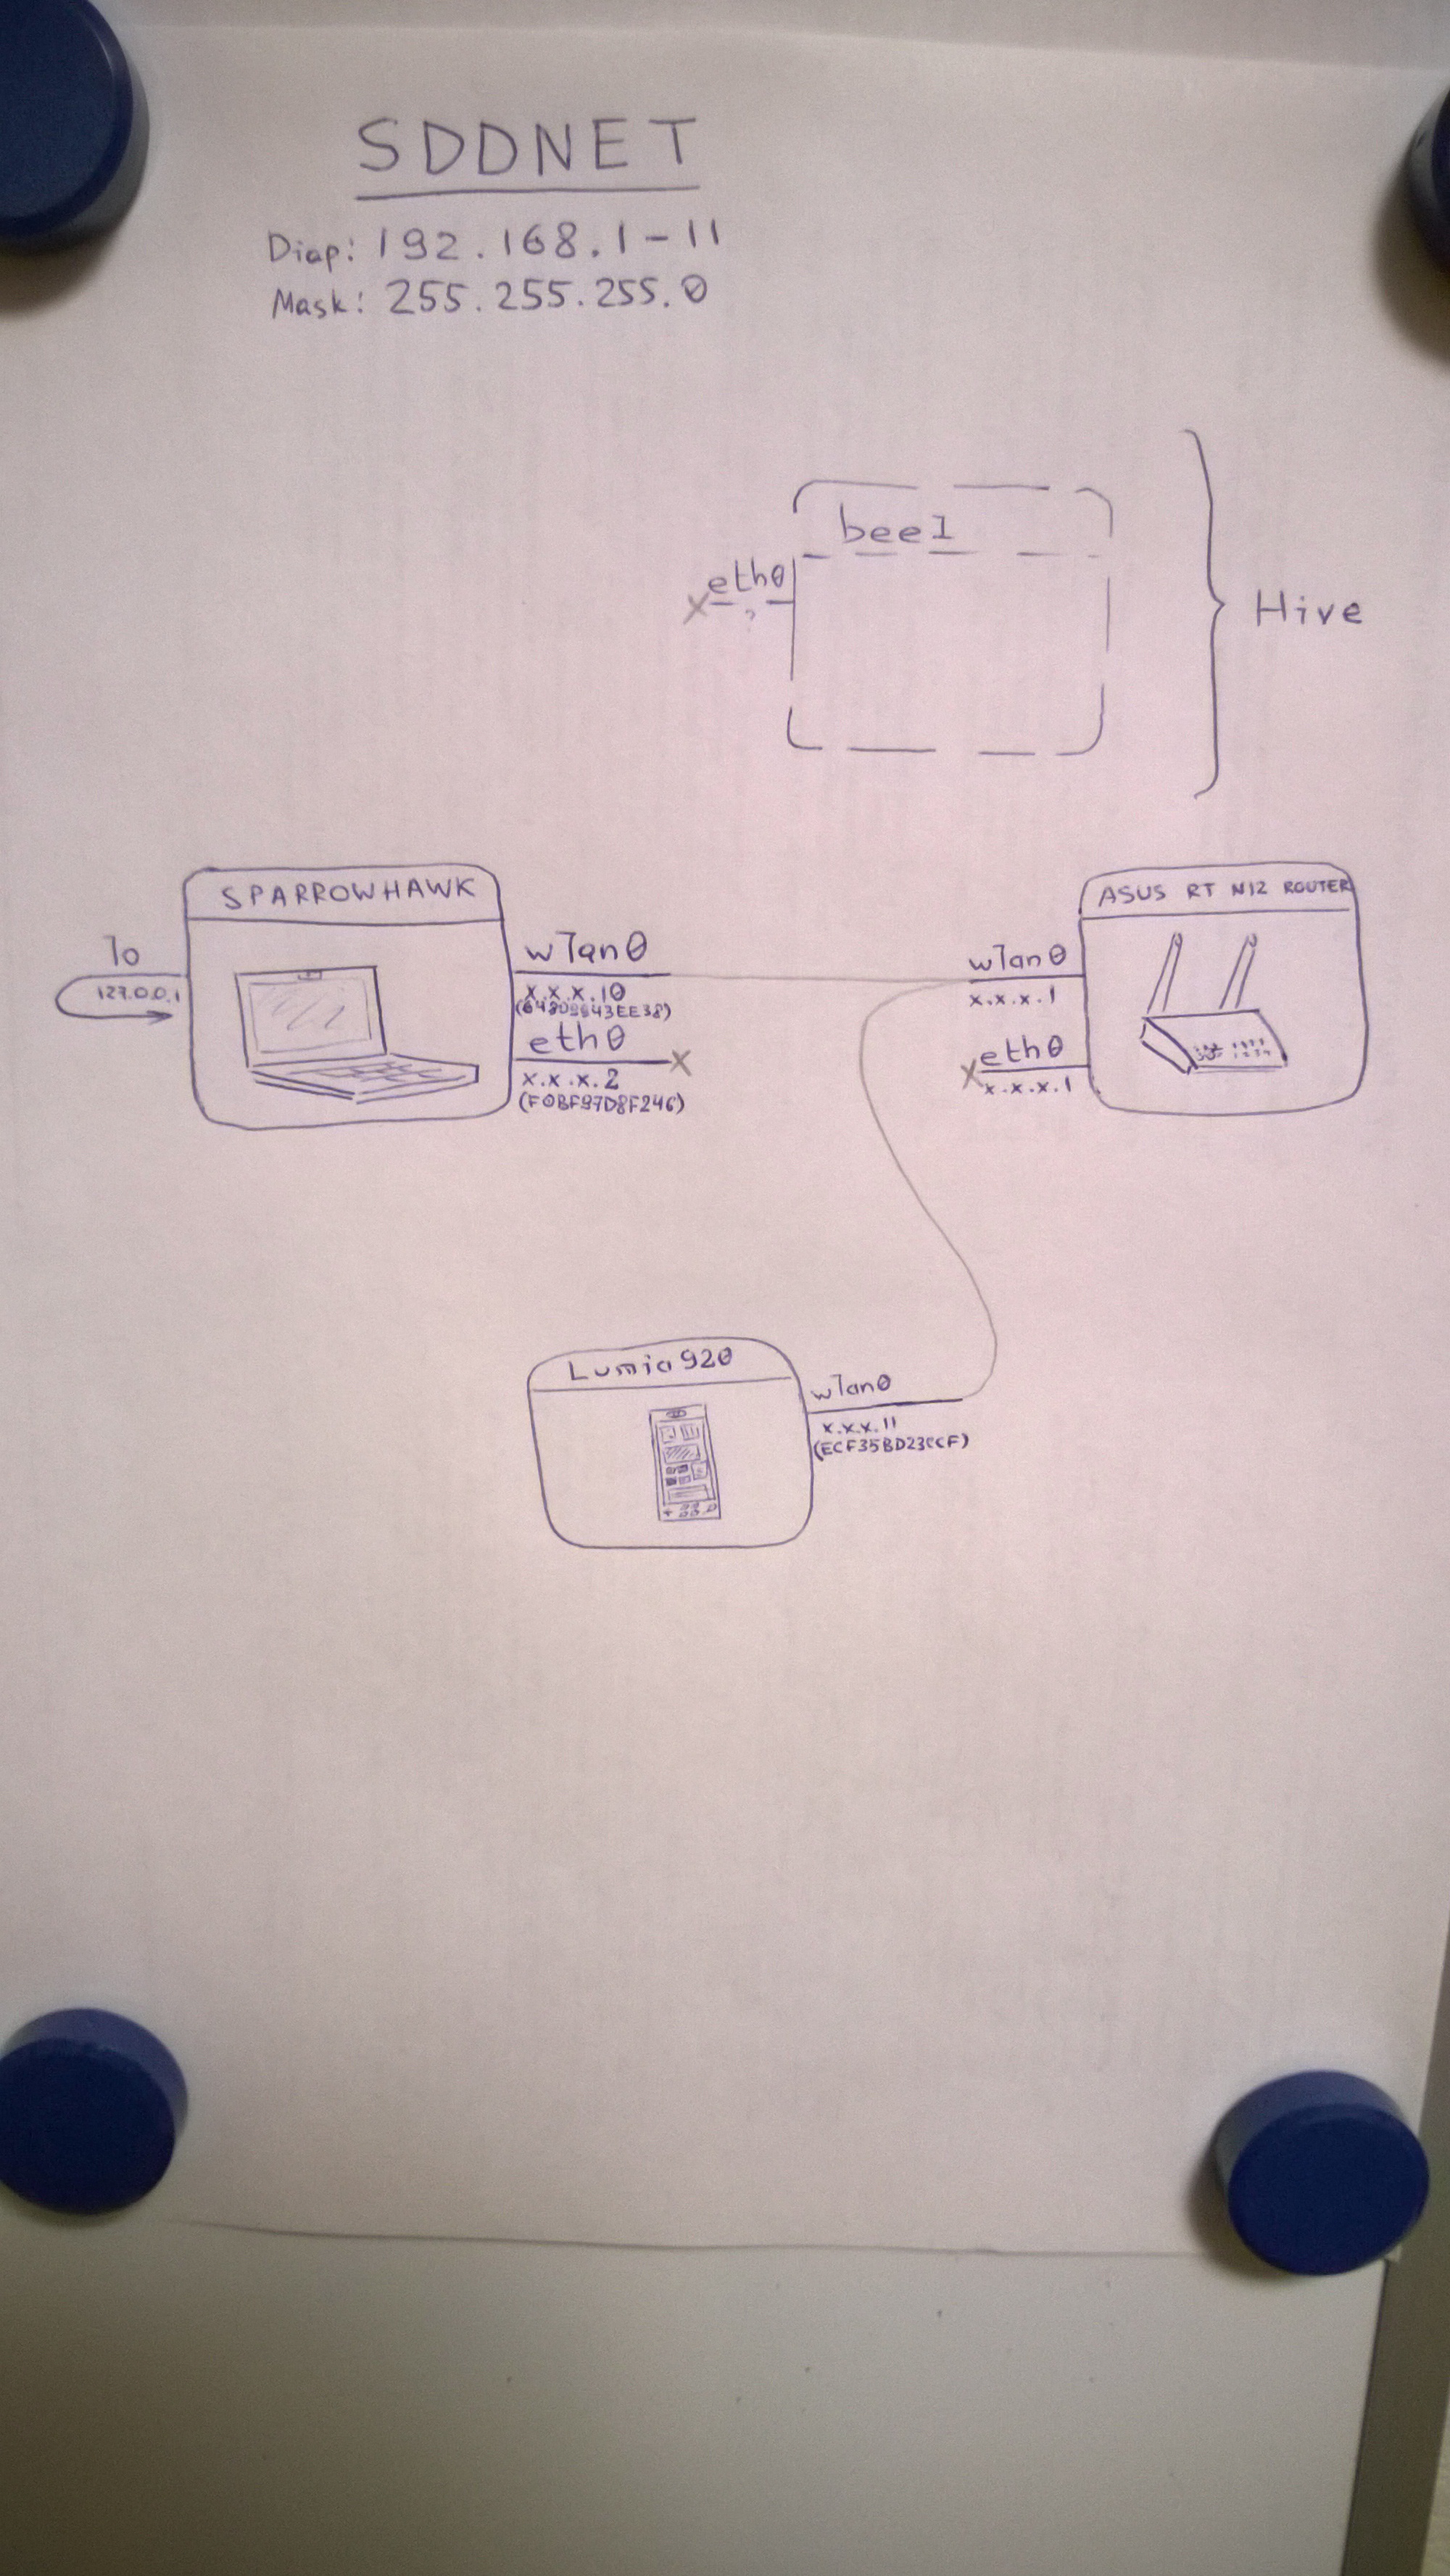 SDDNET
Diap: 192.168.1-11
Mask: 255.255.255.0
bee1
eth0
?
Hive
SPARROWHAWK
lo
127.0.0.1
wlan0
x.x.x.10
eth0
x.x.x.2
(F0BF97D8F246)
ASUS RT N12 ROUTER
wlan0
x.x.x.1
eth0
x.x.x.1
Lumia 920
wlan0
x.x.x.11
(ECF35BD23CCF)